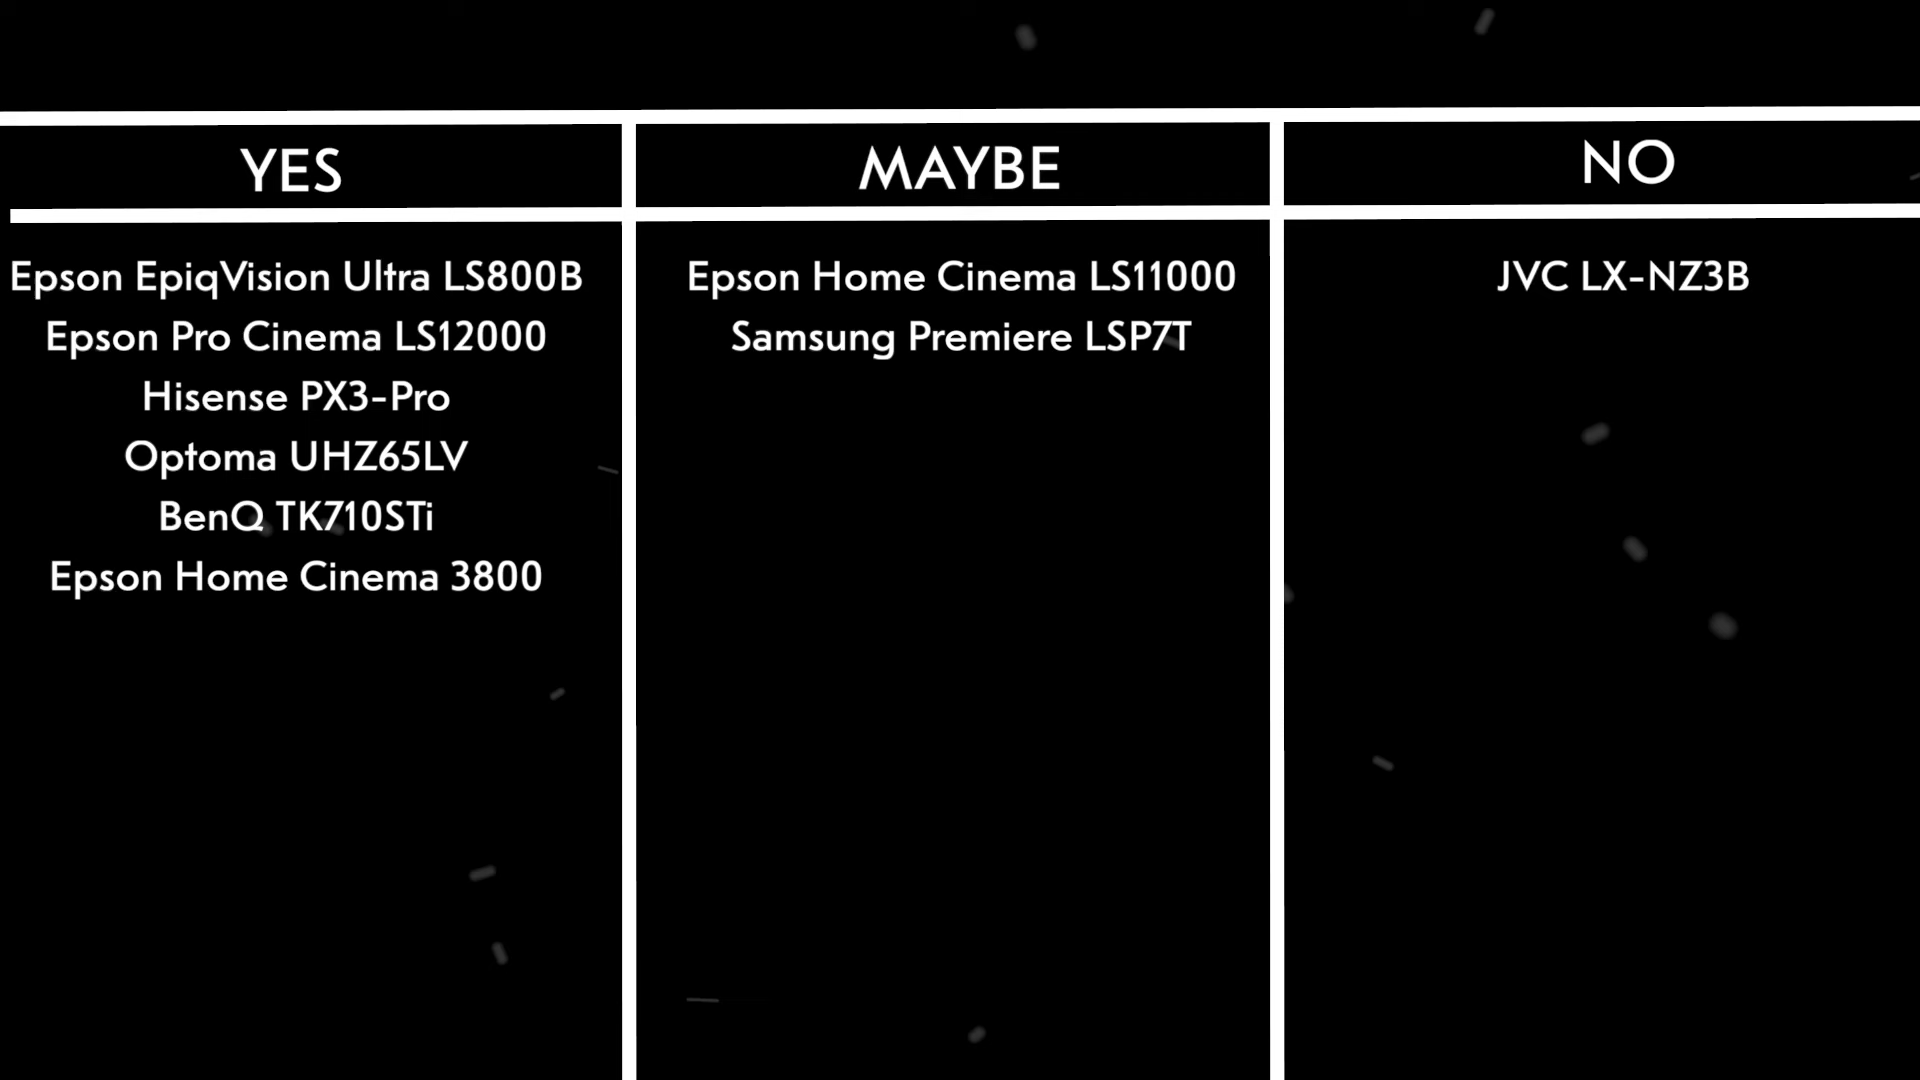 YES
MAYBE
NO
Epson EpiqVision Ultra LS800B
Epson Pro Cinema LS12000
Hisense PX3-Pro
Optoma UHZ65LV
BenQ TK710STi
Epson Home Cinema 3800
Epson Home Cinema LS11000
Samsung Premiere LSP7T
JVC LX-NZ3B